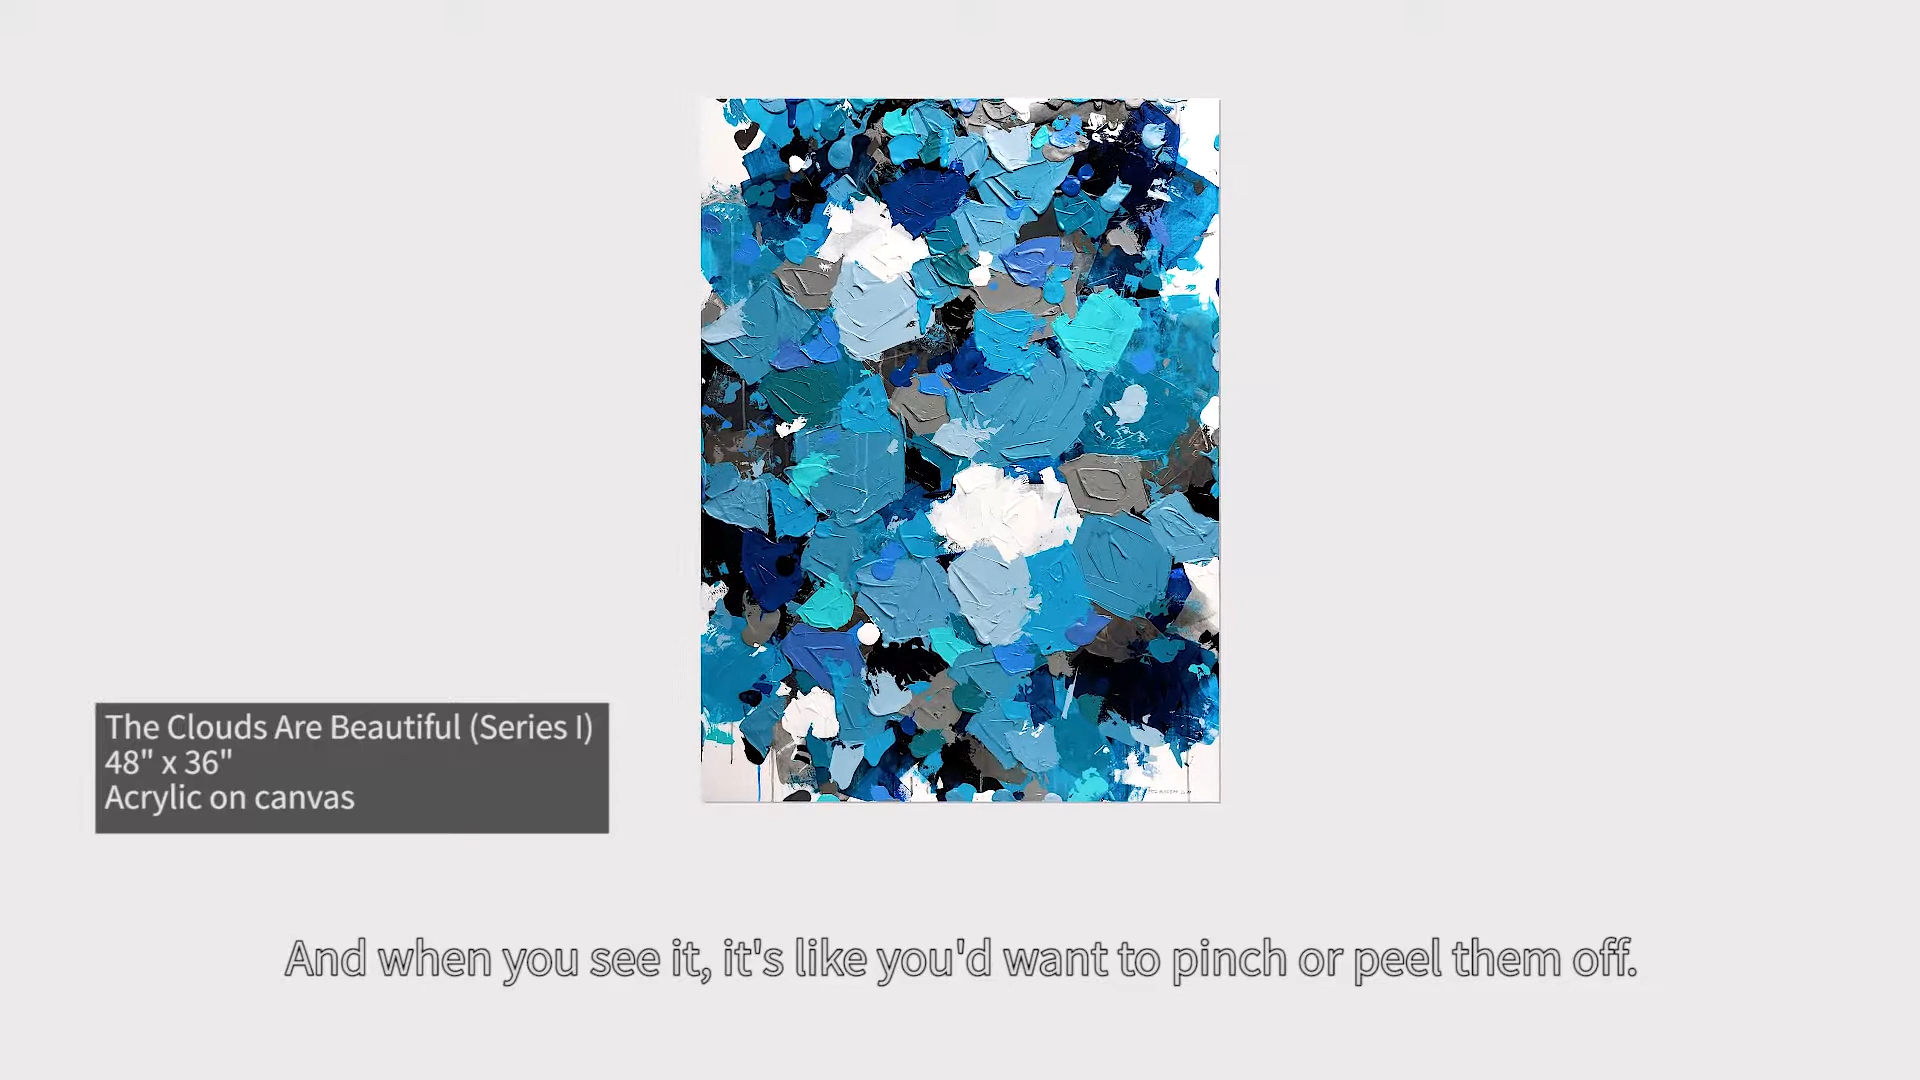 The Clouds Are Beautiful (Series I)
48" x 36"
Acrylic on canvas
And when you see it, it's like you'd want to pinch or peel them off.